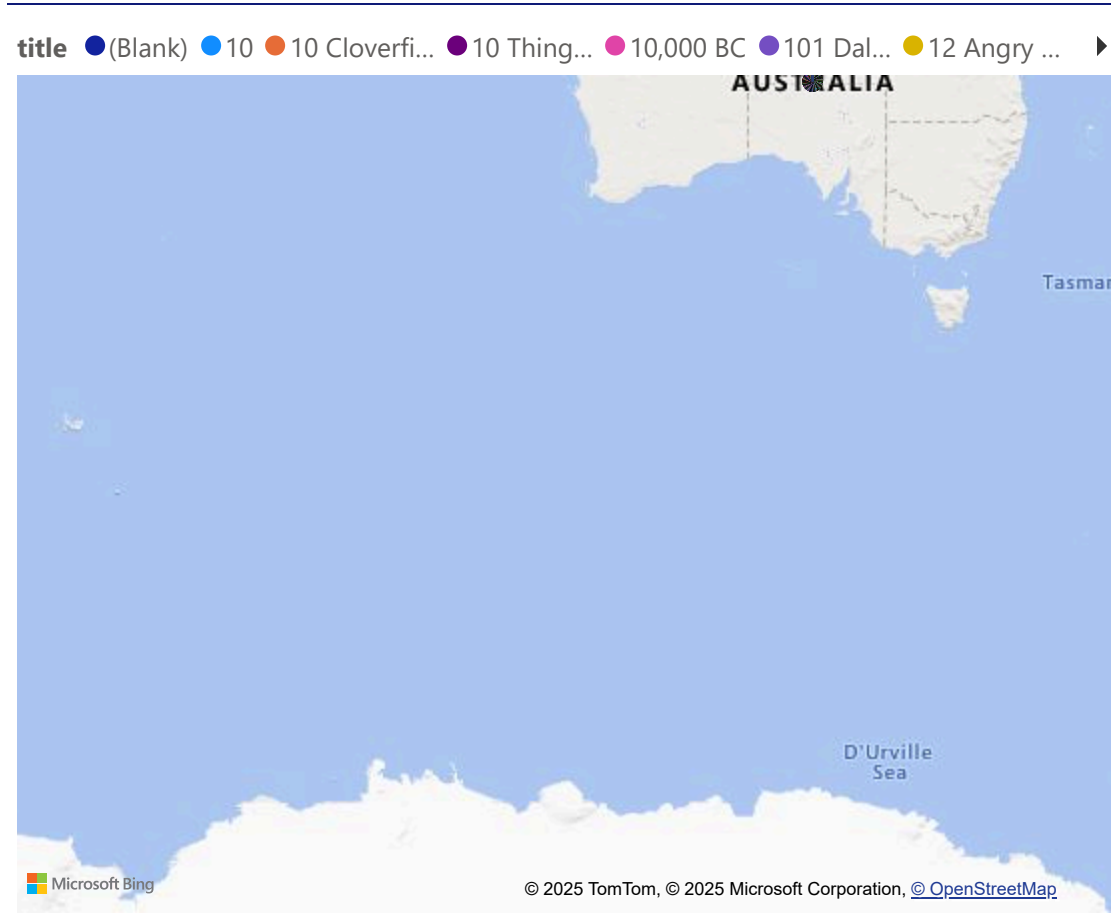 title (Blank) 10 10 Cloverfi... 10 Thing... 10,000 BC 101 Dal... 12 Angry ...
AUSTRALIA
Tasman
D'Urville
Sea
Microsoft Bing
© 2025 TomTom, © 2025 Microsoft Corporation, © OpenStreetMap